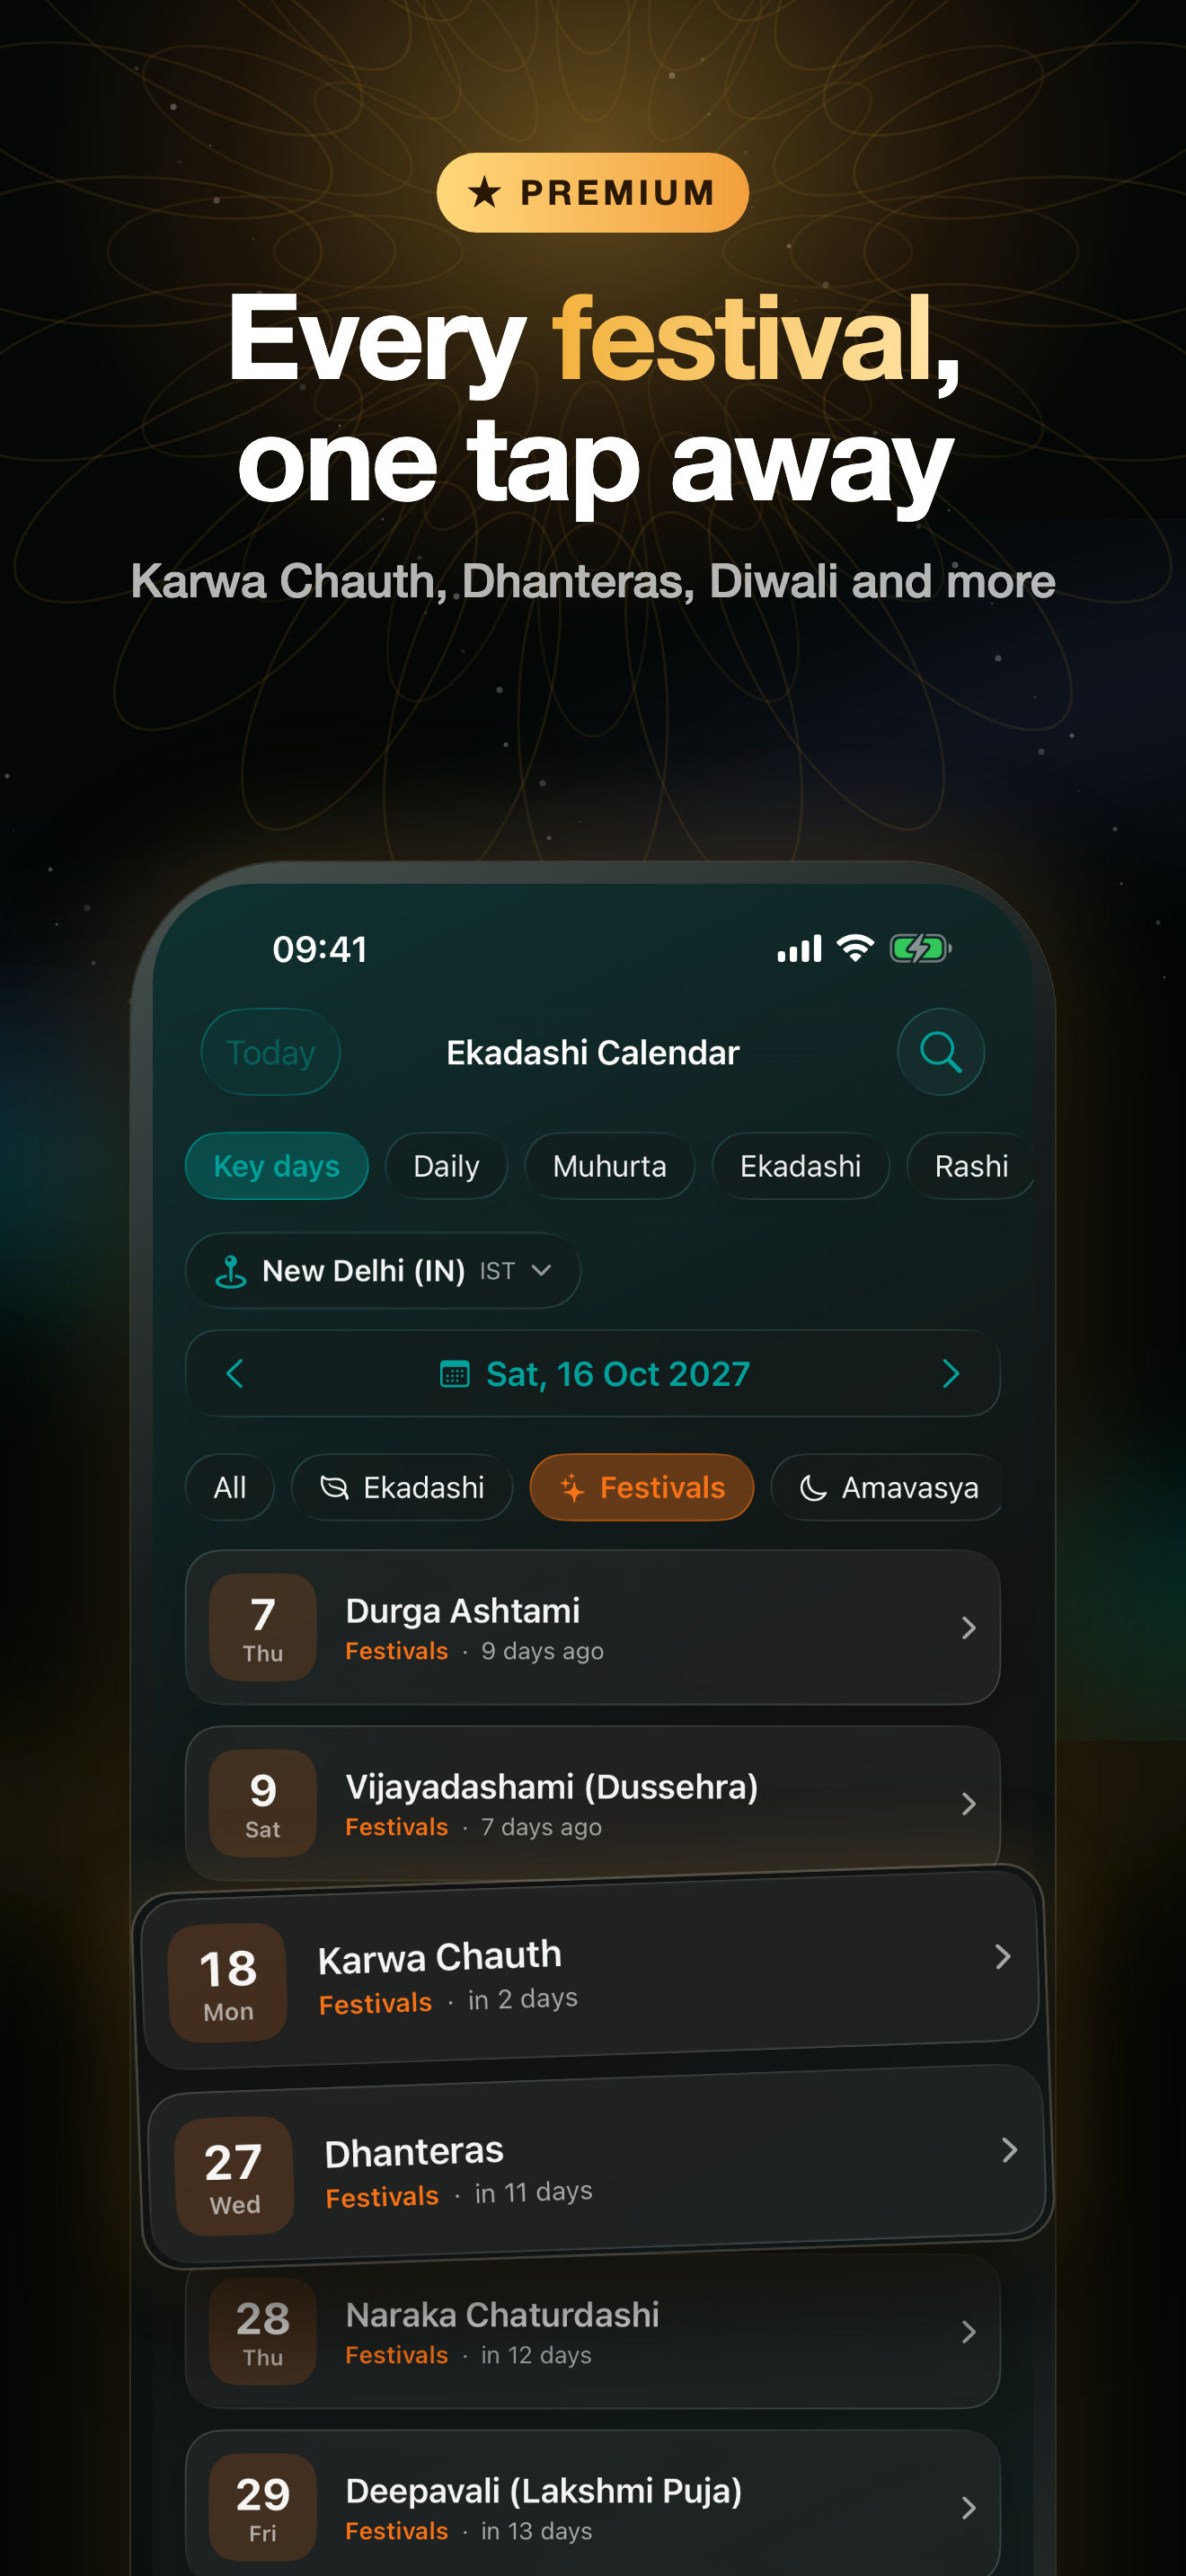 ★ PREMIUM
Every festival,
one tap away
Karwa Chauth, Dhanteras, Diwali and more
09:41
Today
Ekadashi Calendar
Key days
Daily
Muhurta
Ekadashi
Rashi
New Delhi (IN) IST
Sat, 16 Oct 2027
All
Ekadashi
Festivals
Amavasya
7
Thu
Durga Ashtami
Festivals · 9 days ago
9
Sat
Vijayadashami (Dussehra)
Festivals · 7 days ago
18
Mon
Karwa Chauth
Festivals · in 2 days
27
Wed
Dhanteras
Festivals · in 11 days
28
Thu
Naraka Chaturdashi
Festivals · in 12 days
29
Fri
Deepavali (Lakshmi Puja)
Festivals · in 13 days